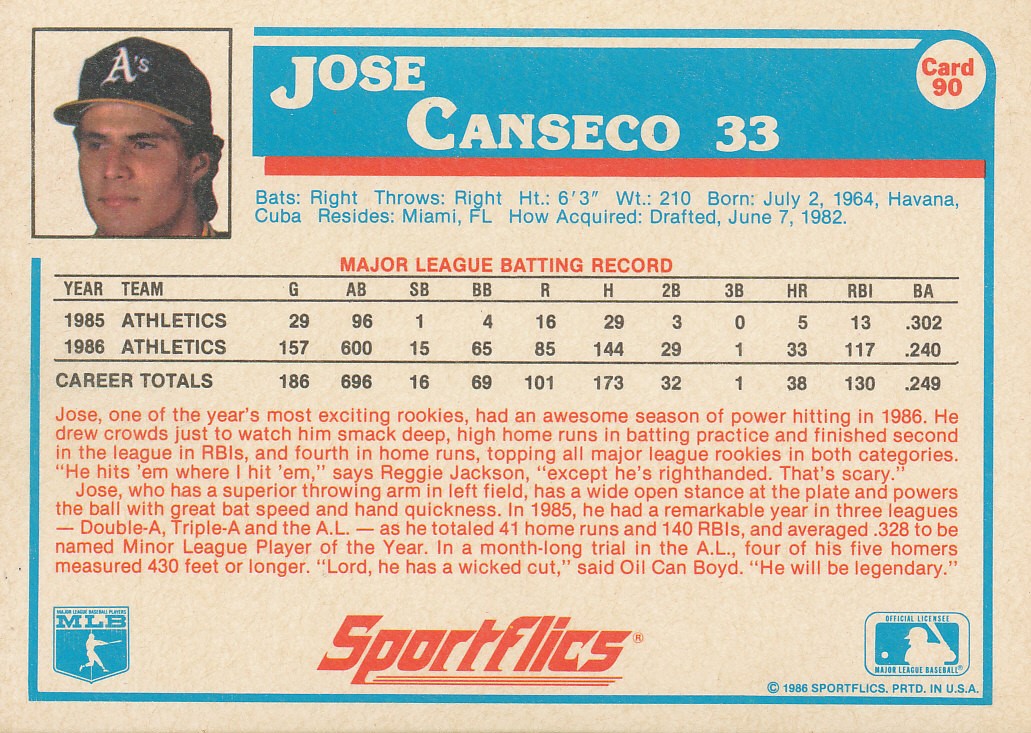 A's
JOSE
CANSECO 33
Card
90
Bats: Right Throws: Right Ht.: 6'3" Wt.: 210 Born: July 2, 1964, Havana,
Cuba Resides: Miami, FL How Acquired: Drafted, June 7, 1982.
MAJOR LEAGUE BATTING RECORD
YEAR TEAM G AB SB BB R H 2B 3B HR RBI BA
1985 ATHLETICS 29 96 1 4 16 29 3 0 5 13 .302
1986 ATHLETICS 157 600 15 65 85 144 29 1 33 117 .240
CAREER TOTALS 186 696 16 69 101 173 32 1 38 130 .249
Jose, one of the year's most exciting rookies, had an awesome season of power hitting in 1986. He
drew crowds just to watch him smack deep, high home runs in batting practice and finished second
in the league in RBIs, and fourth in home runs, topping all major league rookies in both categories.
"He hits 'em where I hit 'em," says Reggie Jackson, "except he's righthanded. That's scary."
Jose, who has a superior throwing arm in left field, has a wide open stance at the plate and powers
the ball with great bat speed and hand quickness. In 1985, he had a remarkable year in three leagues
— Double-A, Triple-A and the A.L. — as he totaled 41 home runs and 140 RBIs, and averaged .328 to be
named Minor League Player of the Year. In a month-long trial in the A.L., four of his five homers
measured 430 feet or longer. "Lord, he has a wicked cut," said Oil Can Boyd. "He will be legendary."
MAJOR LEAGUE BASEBALL PLAYERS
MLB
Sportflics®
OFFICIAL LICENSEE
MAJOR LEAGUE BASEBALL®
© 1986 SPORTFLICS. PRTD. IN U.S.A.